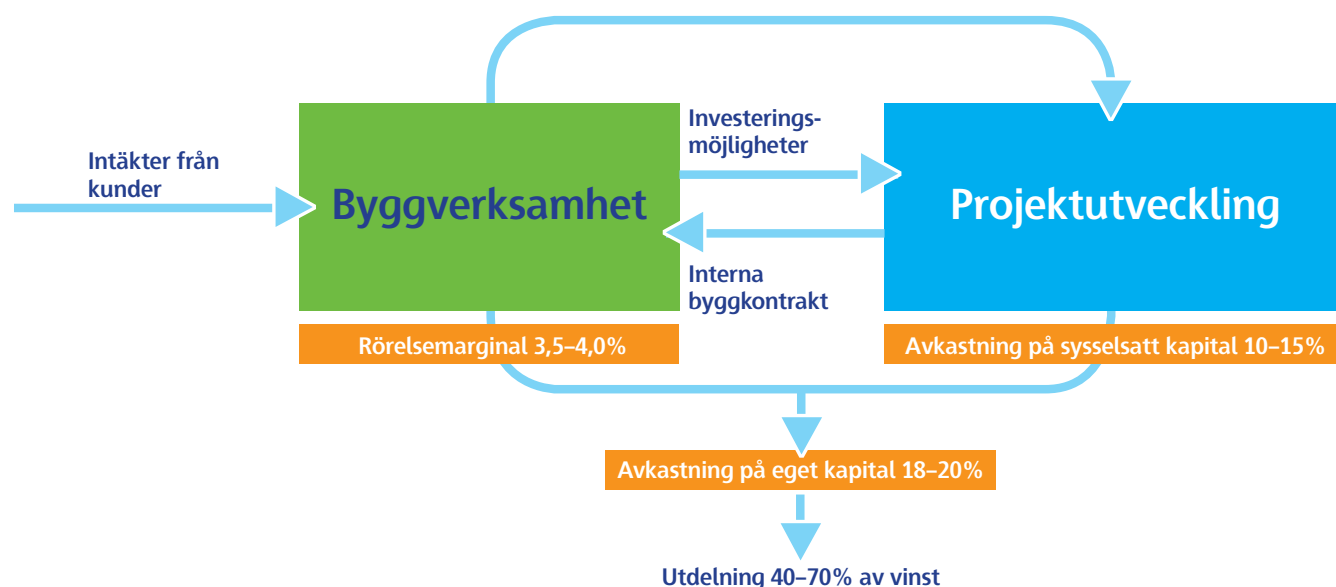 Intäkter från
kunder
Byggverksamhet
Investerings-
möjligheter
Projektutveckling
Interna
byggkontrakt
Rörelsemarginal 3,5–4,0%
Avkastning på sysselsatt kapital 10–15%
Avkastning på eget kapital 18–20%
Utdelning 40–70% av vinst